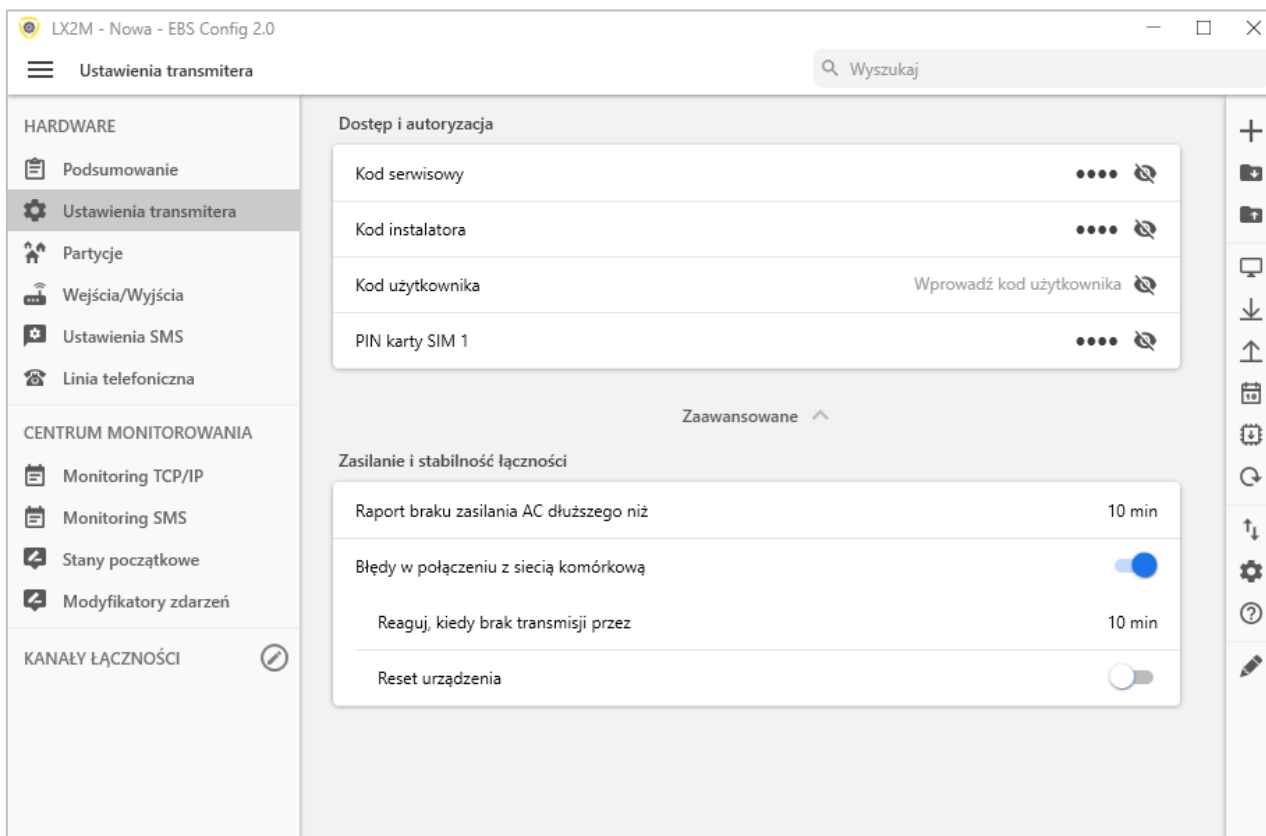 LX2M - Nowa - EBS Config 2.0
Ustawienia transmitera
Wyszukaj
HARDWARE
Podsumowanie
Ustawienia transmitera
Partycje
Wejścia/Wyjścia
Ustawienia SMS
Linia telefoniczna
CENTRUM MONITOROWANIA
Monitoring TCP/IP
Monitoring SMS
Stany początkowe
Modyfikatory zdarzeń
KANAŁY ŁĄCZNOŚCI
Dostęp i autoryzacja
Kod serwisowy ••••
Kod instalatora ••••
Kod użytkownika Wprowadź kod użytkownika
PIN karty SIM 1 ••••
Zaawansowane
Zasilanie i stabilność łączności
Raport braku zasilania AC dłuższego niż 10 min
Błędy w połączeniu z siecią komórkową
Reaguj, kiedy brak transmisji przez 10 min
Reset urządzenia